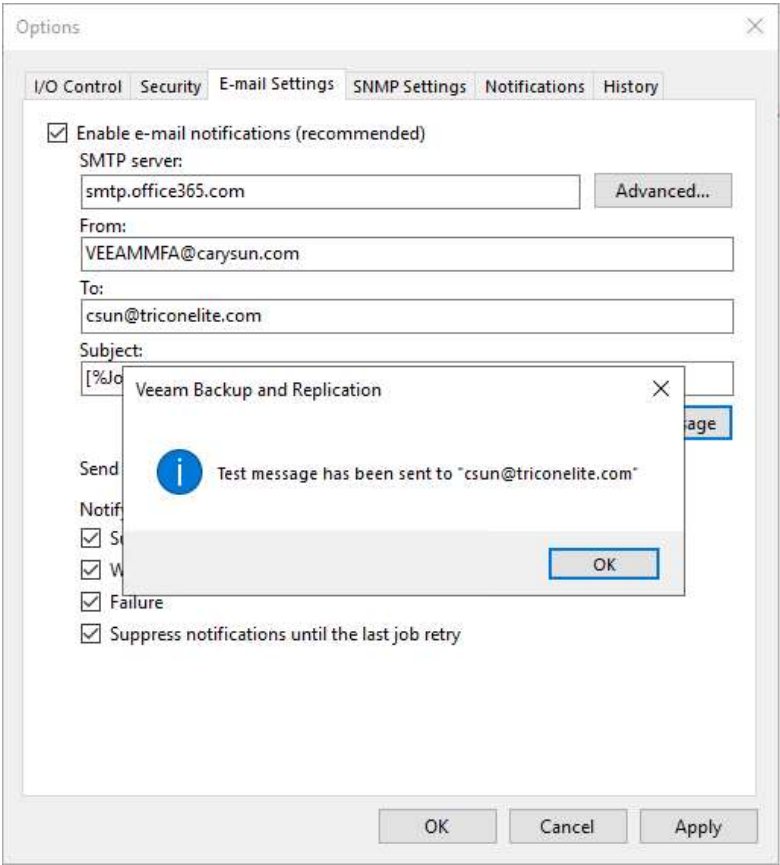 Options
I/O Control Security E-mail Settings SNMP Settings Notifications History
Enable e-mail notifications (recommended)
SMTP server:
smtp.office365.com Advanced...
From:
VEEAMMFA@carysun.com
To:
csun@triconelite.com
Subject:
[%Jo
Veeam Backup and Replication
sage
Send
Test message has been sent to "csun@triconelite.com"
Notify
OK
Failure
Suppress notifications until the last job retry
OK Cancel Apply